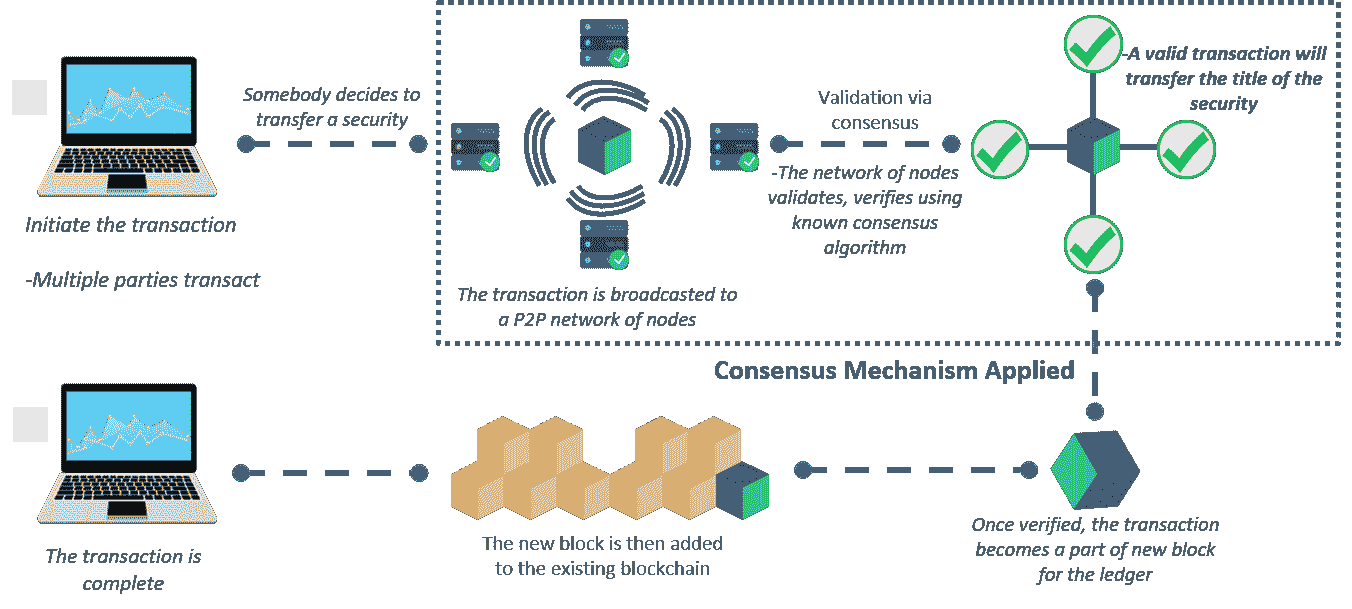 Somebody decides to
transfer a security
Initiate the transaction
-Multiple parties transact
The transaction is broadcasted to
a P2P network of nodes
Validation via
consensus
-The network of nodes
validates, verifies using
known consensus
algorithm
-A valid transaction will
transfer the title of the
security
Consensus Mechanism Applied
Once verified, the transaction
becomes a part of new block
for the ledger
The new block is then added
to the existing blockchain
The transaction is
complete